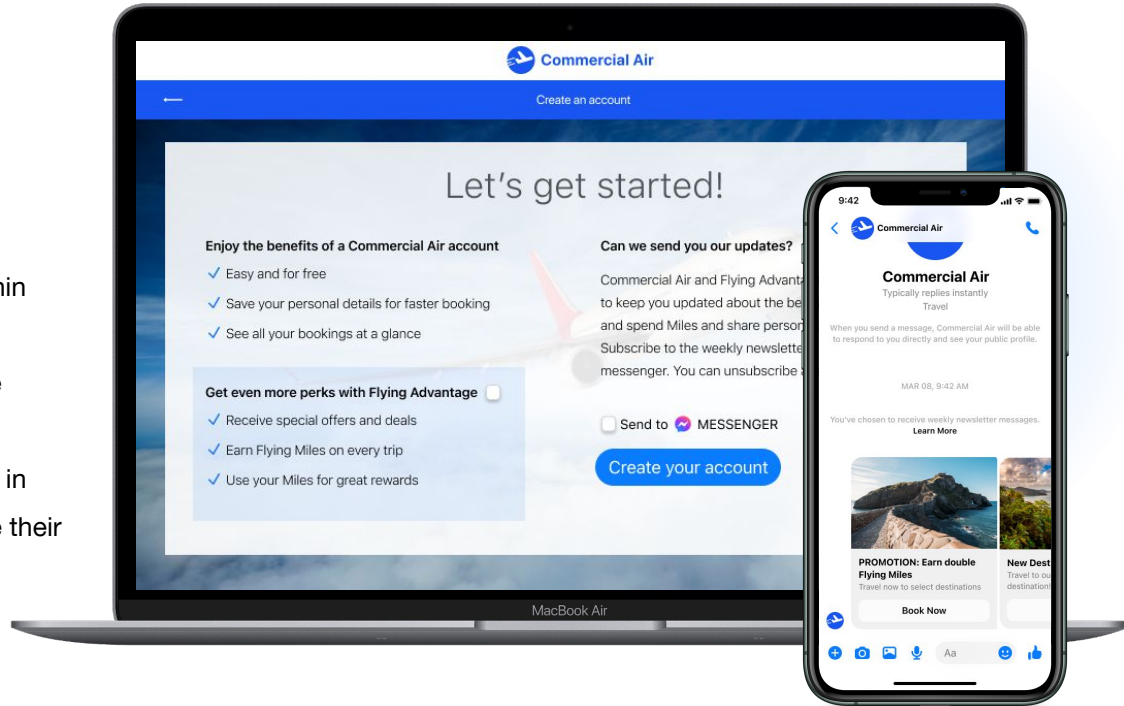 in
their
Commercial Air
Create an account
Let's get started!
Enjoy the benefits of a Commercial Air account
Easy and for free
Save your personal details for faster booking
See all your bookings at a glance
Get even more perks with Flying Advantage
Receive special offers and deals
Earn Flying Miles on every trip
Use your Miles for great rewards
Can we send you our updates?
Commercial Air and Flying
to keep you updated about the
and spend Miles and share
Subscribe to the weekly
messenger. You can unsubscribe
Send to MESSENGER
Create your account
MacBook Air
9:42
Commercial Air
Commercial Air
Typically replies instantly
Travel
When you send a message, Commercial Air will be able
to respond to you directly and see your public profile.
MAR 08, 9:42 AM
You've chosen to receive weekly newsletter messages.
Learn More
PROMOTION: Earn double
Flying Miles
Travel now to select destinations
Book Now
New
Travel to
destination!
Aa